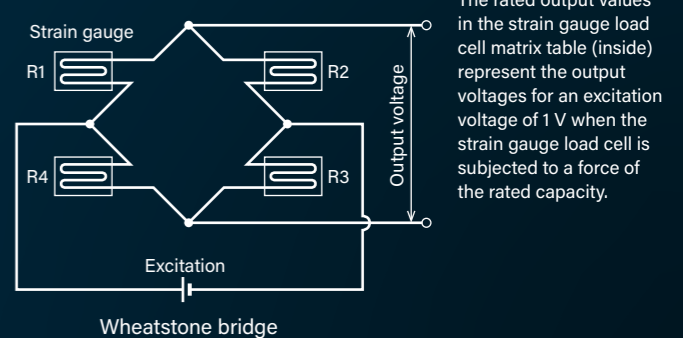 Strain gauge
R1
R2
R4
R3
Output voltage
Excitation
Wheatstone bridge
The rated output values
in the strain gauge load
cell matrix table (inside)
represent the output
voltages for an excitation
voltage of 1 V when the
strain gauge load cell is
subjected to a force of
the rated capacity.